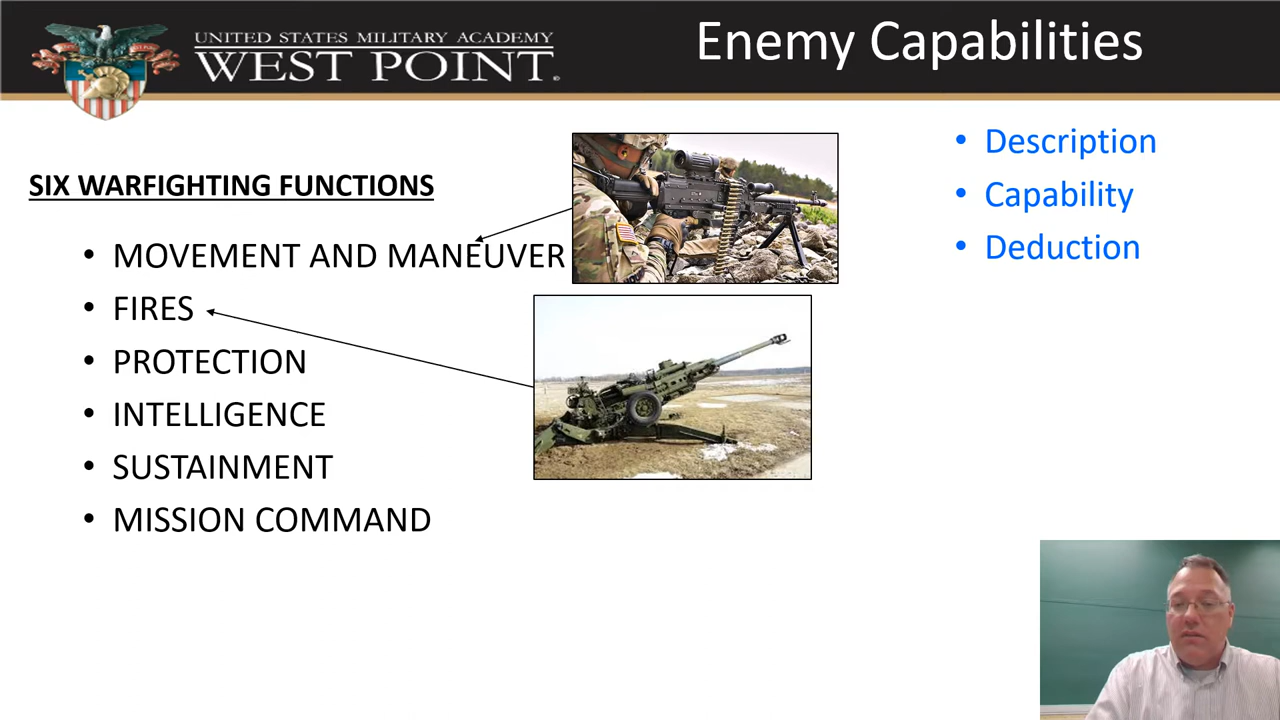 UNITED STATES MILITARY ACADEMY
WEST POINT
Enemy Capabilities
SIX WARFIGHTING FUNCTIONS
• MOVEMENT AND MANEUVER
• FIRES
• PROTECTION
• INTELLIGENCE
• SUSTAINMENT
• MISSION COMMAND
• Description
• Capability
• Deduction